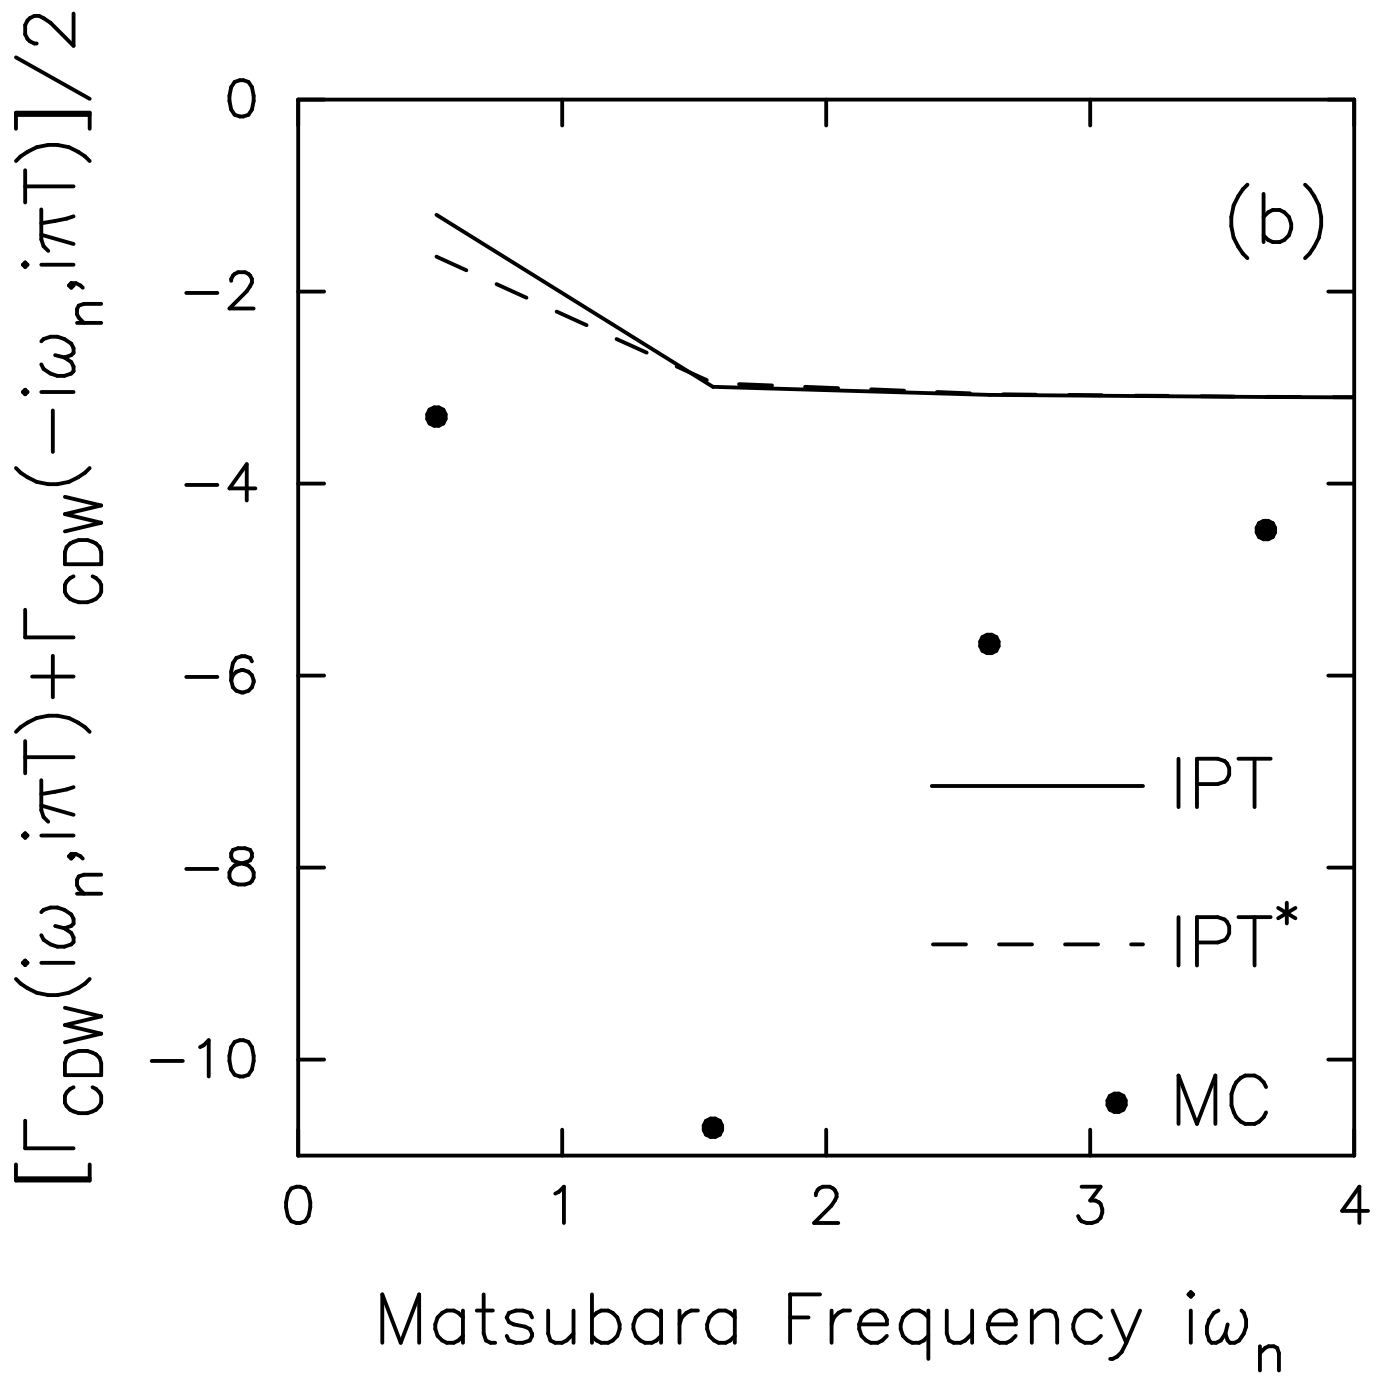 [Γ_CDW(iω_n,iπT)+Γ_CDW(−iω_n,iπT)]/2
0
(b)
−2
−4
−6
IPT
−8
IPT*
−10
MC
0 1 2 3 4
Matsubara Frequency iω_n